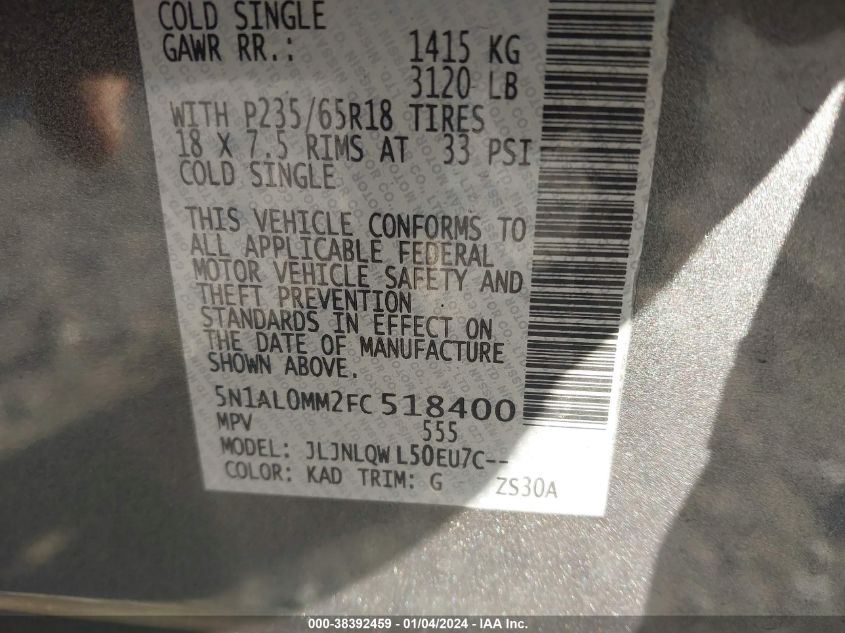 COLD SINGLE
GAWR RR.: 1415 KG
3120 LB
WITH P235/65R18 TIRES
18 X 7.5 RIMS AT 33 PSI
COLD SINGLE
THIS VEHICLE CONFORMS TO
ALL APPLICABLE FEDERAL
MOTOR VEHICLE SAFETY AND
THEFT PREVENTION
STANDARDS IN EFFECT ON
THE DATE OF MANUFACTURE
SHOWN ABOVE.
5N1AL0MM2FC518400
MPV 555
MODEL: JLJNLQWL50EU7C--
COLOR: KAD TRIM: G ZS30A
000-38392459 - 01/04/2024 - IAA Inc.